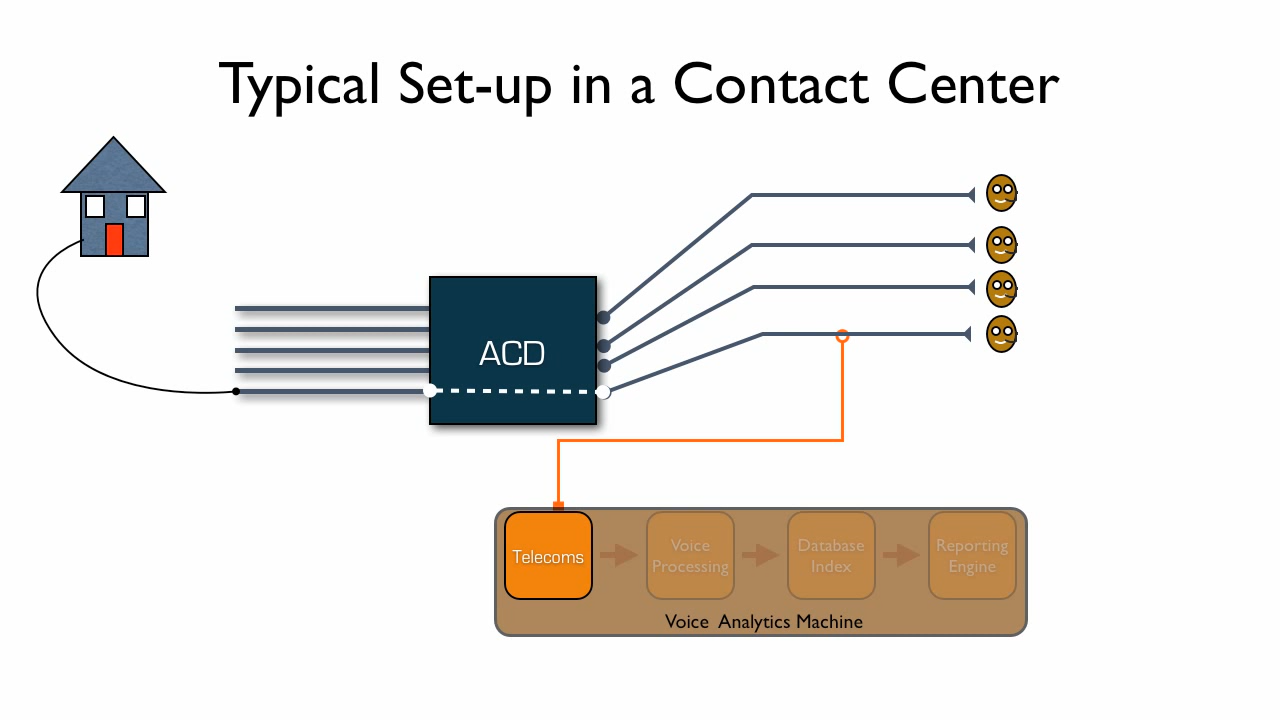 Typical Set-up in a Contact Center
ACD
Telecoms
Voice
Processing
Database
Index
Reporting
Engine
Voice Analytics Machine